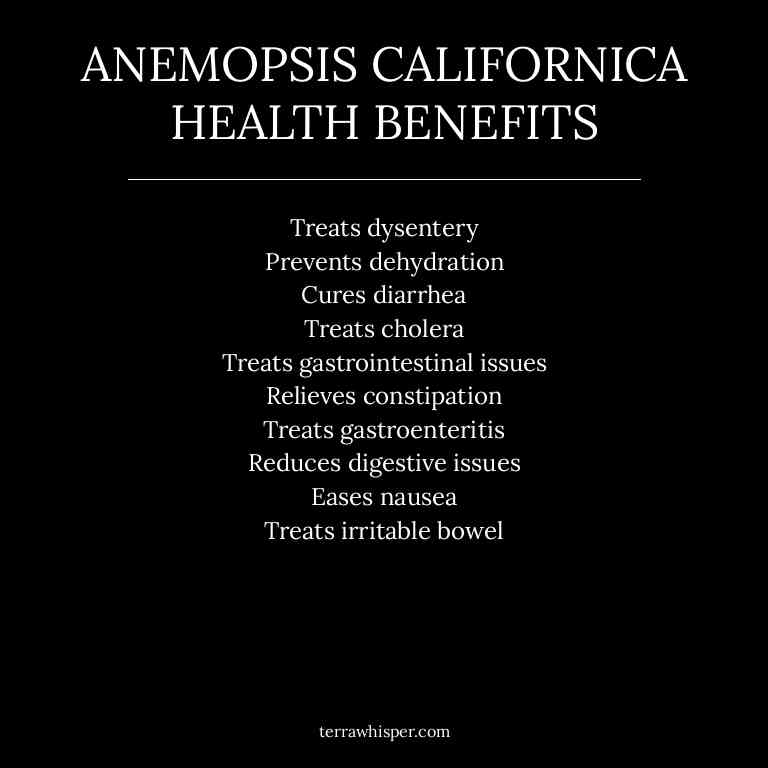 ANEMOPSIS CALIFORNICA
HEALTH BENEFITS
Treats dysentery
Prevents dehydration
Cures diarrhea
Treats cholera
Treats gastrointestinal issues
Relieves constipation
Treats gastroenteritis
Reduces digestive issues
Eases nausea
Treats irritable bowel
terrawhisper.com